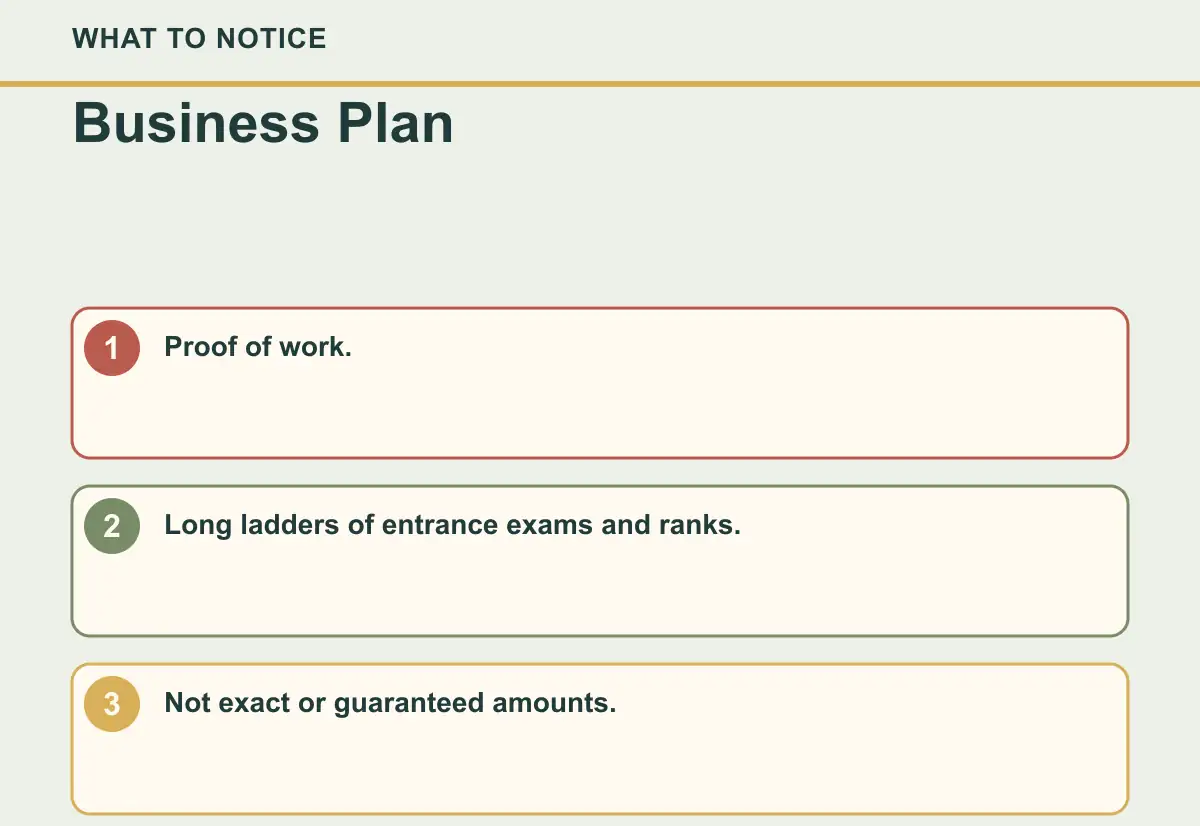 WHAT TO NOTICE
Business Plan
1
Proof of work.
2
Long ladders of entrance exams and ranks.
3
Not exact or guaranteed amounts.